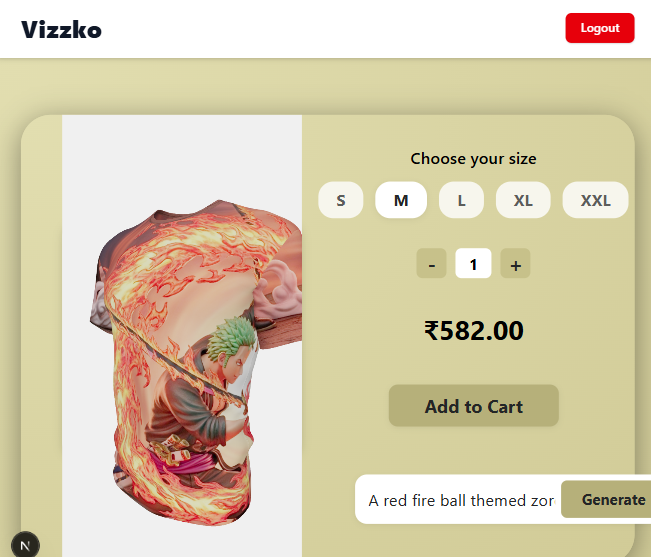 Vizzko
Logout
Choose your size
S M L XL XXL
- 1 +
₹582.00
Add to Cart
A red fire ball themed zor
Generate
N